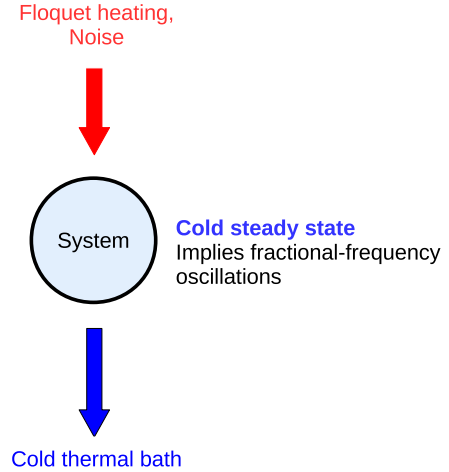 Floquet heating,
Noise
System
Cold steady state
Implies fractional-frequency
oscillations
Cold thermal bath